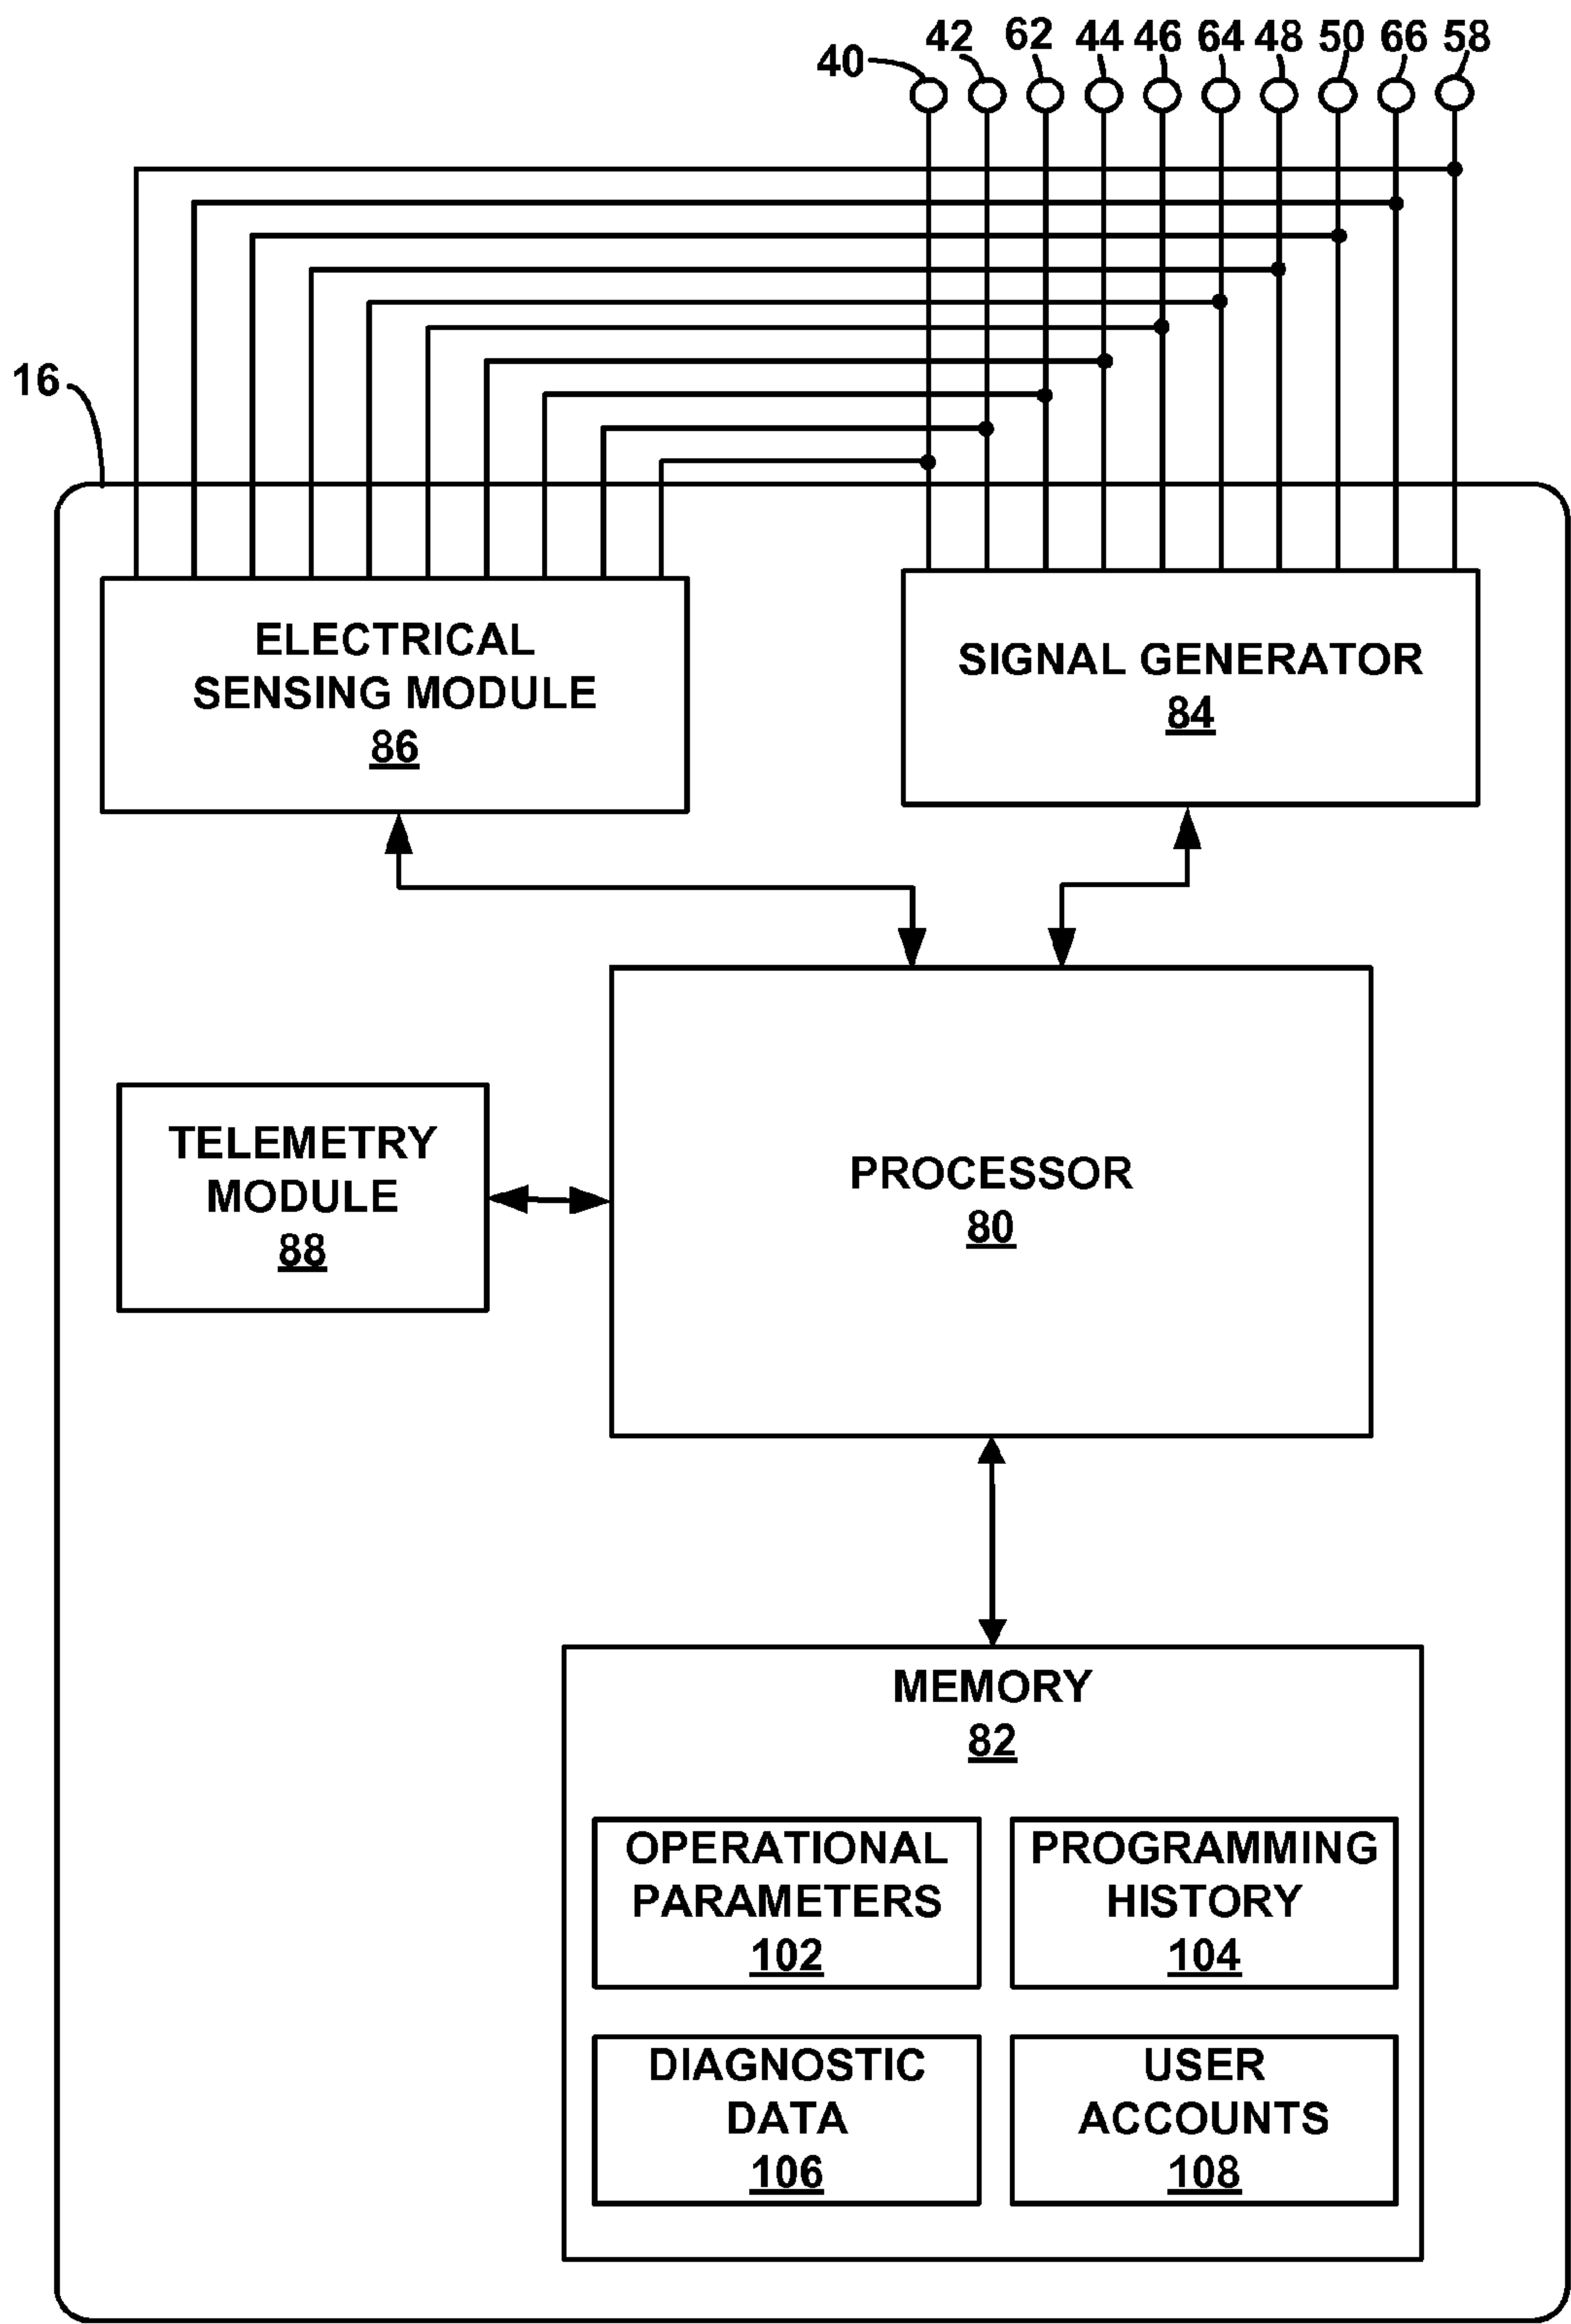 40 42 62 44 46 64 48 50 66 58
16
ELECTRICAL
SENSING MODULE
86
SIGNAL GENERATOR
84
TELEMETRY
MODULE
88
PROCESSOR
80
MEMORY
82
OPERATIONAL
PARAMETERS
102
PROGRAMMING
HISTORY
104
DIAGNOSTIC
DATA
106
USER
ACCOUNTS
108